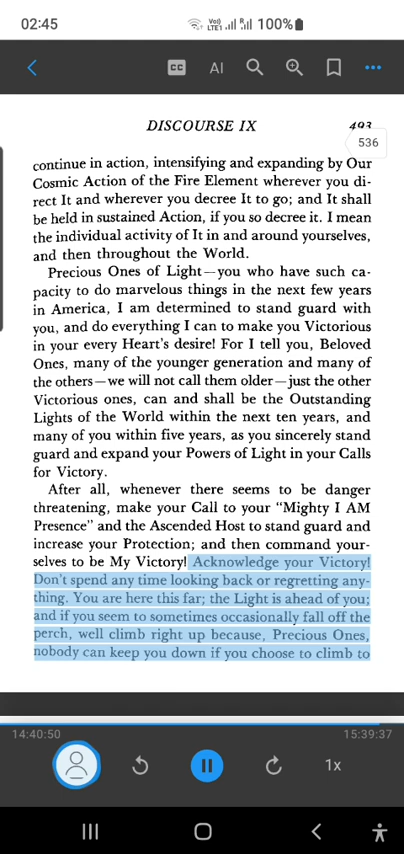 02:45
Vo)) LTE1 R 100%
CC AI
DISCOURSE IX 493
536
continue in action, intensifying and expanding by Our
Cosmic Action of the Fire Element wherever you di-
rect It and wherever you decree It to go; and It shall
be held in sustained Action, if you so decree it. I mean
the individual activity of It in and around yourselves,
and then throughout the World.
Precious Ones of Light—you who have such ca-
pacity to do marvelous things in the next few years
in America, I am determined to stand guard with
you, and do everything I can to make you Victorious
in your every Heart's desire! For I tell you, Beloved
Ones, many of the younger generation and many of
the others—we will not call them older—just the other
Victorious ones, can and shall be the Outstanding
Lights of the World within the next ten years, and
many of you within five years, as you sincerely stand
guard and expand your Powers of Light in your Calls
for Victory.
After all, whenever there seems to be danger
threatening, make your Call to your "Mighty I AM
Presence" and the Ascended Host to stand guard and
increase your Protection; and then command your-
selves to be My Victory! Acknowledge your Victory!
Don't spend any time looking back or regretting any-
thing. You are here this far; the Light is ahead of you;
and if you seem to sometimes occasionally fall off the
perch, well climb right up because, Precious Ones,
nobody can keep you down if you choose to climb to
14:40:50 15:39:37
1x